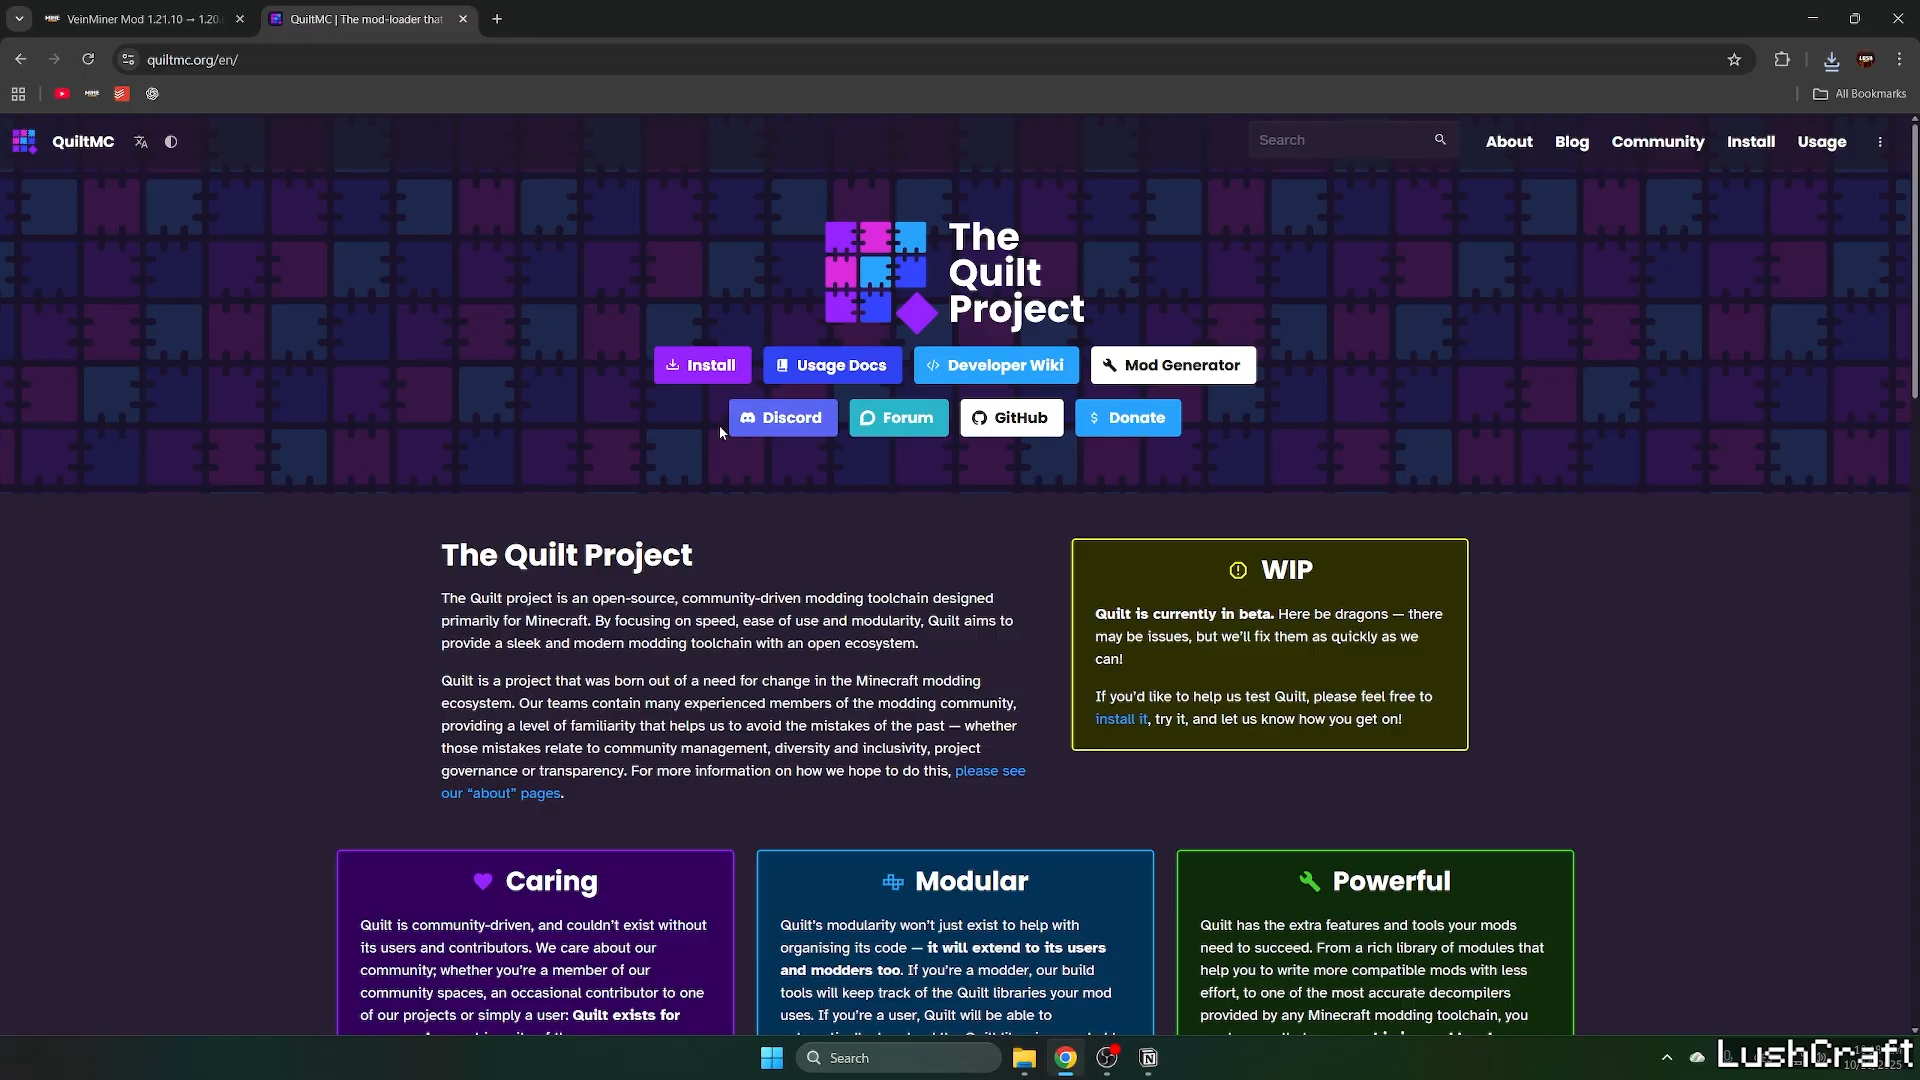 VeinMiner Mod 1.21.10 → 1.20.
QuiltMC | The mod-loader that
quiltmc.org/en/
All Bookmarks
QuiltMC
Search
About
Blog
Community
Install
Usage
The
Quilt
Project
Install
Usage Docs
Developer Wiki
Mod Generator
Discord
Forum
GitHub
Donate
The Quilt Project
The Quilt project is an open-source, community-driven modding toolchain designed
primarily for Minecraft. By focusing on speed, ease of use and modularity, Quilt aims to
provide a sleek and modern modding toolchain with an open ecosystem.
Quilt is a project that was born out of a need for change in the Minecraft modding
ecosystem. Our teams contain many experienced members of the modding community,
providing a level of familiarity that helps us to avoid the mistakes of the past — whether
those mistakes relate to community management, diversity and inclusivity, project
governance or transparency. For more information on how we hope to do this, please see
our “about” pages.
WIP
Quilt is currently in beta. Here be dragons — there
may be issues, but we’ll fix them as quickly as we
can!
If you’d like to help us test Quilt, please feel free to
install it, try it, and let us know how you get on!
Caring
Quilt is community-driven, and couldn’t exist without
its users and contributors. We care about our
community; whether you’re a member of our
community spaces, an occasional contributor to one
of our projects or simply a user: Quilt exists for
Modular
Quilt’s modularity won’t just exist to help with
organising its code — it will extend to its users
and modders too. If you’re a modder, our build
tools will keep track of the Quilt libraries your mod
uses. If you’re a user, Quilt will be able to
Powerful
Quilt has the extra features and tools your mods
need to succeed. From a rich library of modules that
help you to write more compatible mods with less
effort, to one of the most accurate decompilers
provided by any Minecraft modding toolchain, you
Search
LushCraft